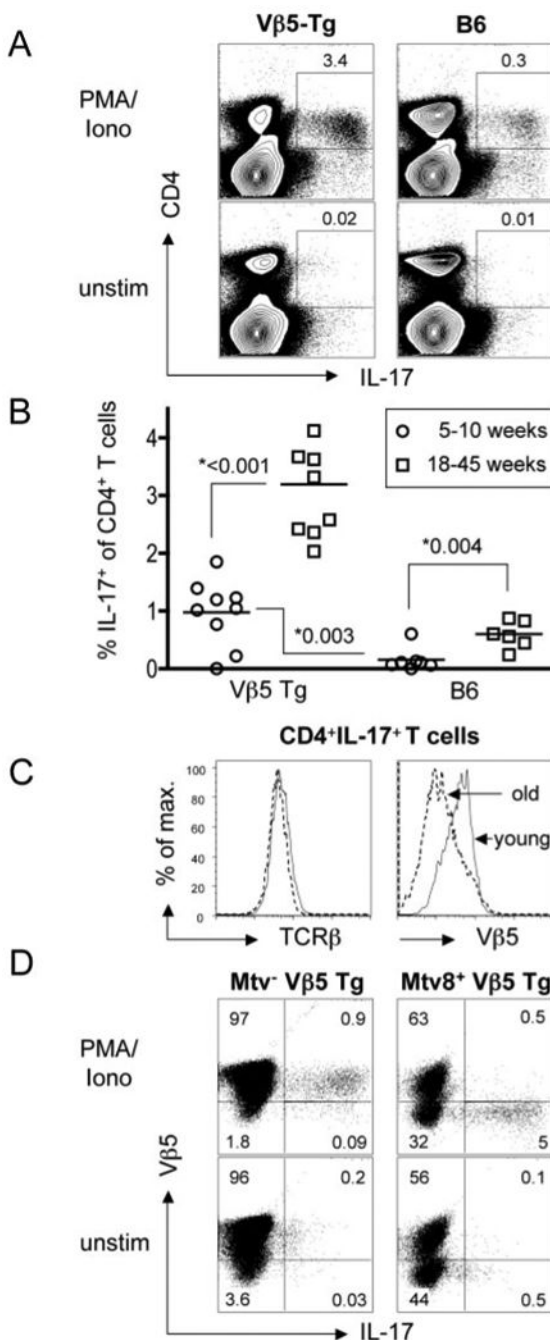 A
Vβ5-Tg
B6
PMA/
Iono
3.4
0.3
CD4
unstim
0.02
0.01
IL-17
B
% IL-17⁺ of CD4⁺ T cells
4
3
2
1
0
*<0.001
*0.003
*0.004
5-10 weeks
18-45 weeks
Vβ5 Tg
B6
C
CD4⁺IL-17⁺ T cells
% of max.
100
80
60
40
20
0
old
young
TCRβ
Vβ5
D
Mtv⁻ Vβ5 Tg
Mtv8⁺ Vβ5 Tg
PMA/
Iono
97
0.9
63
0.5
1.8
0.09
32
5
Vβ5
unstim
96
0.2
56
0.1
3.6
0.03
44
0.5
IL-17